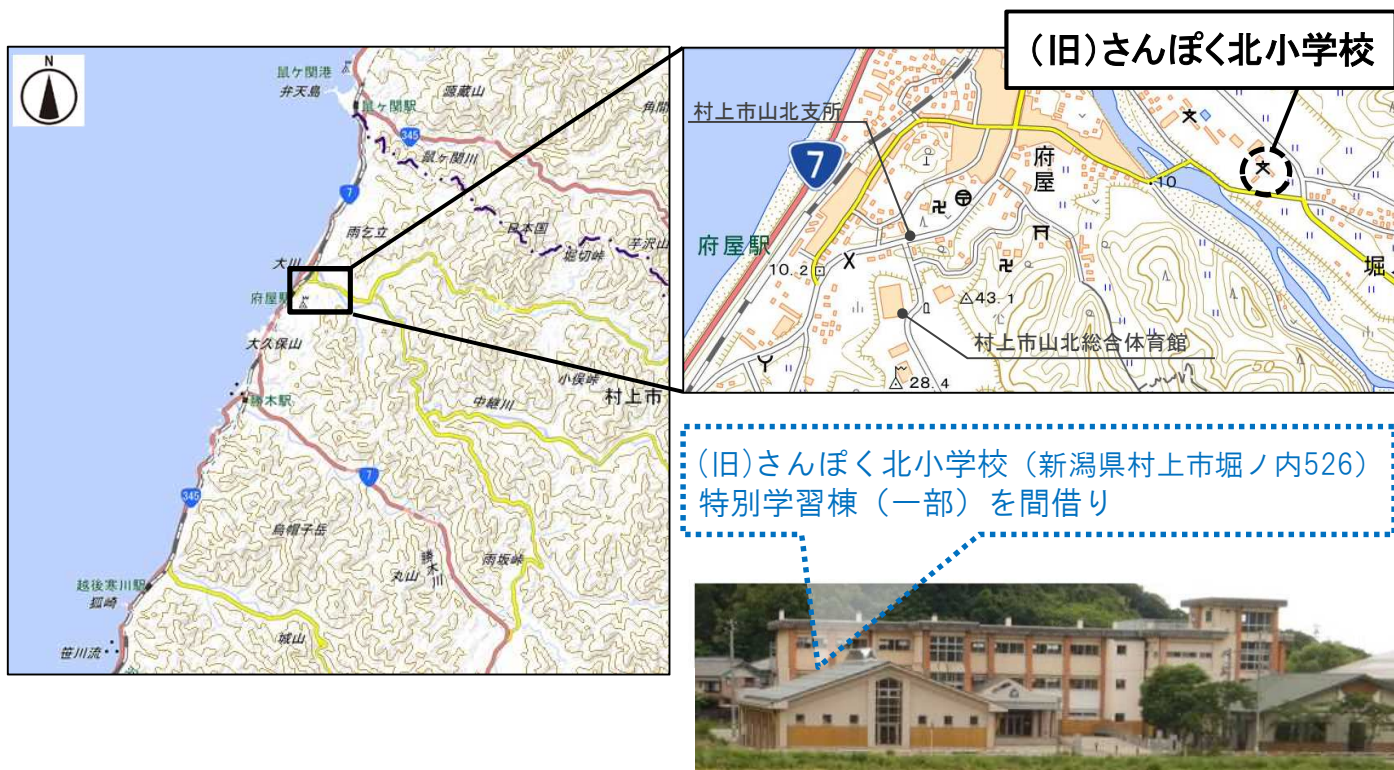 N
鼠ケ関港
弁天島
鼠ケ関駅
源蔵山
角間
345
鼠ケ関川
7
日本国
雨乞立
堀切峠
芋沢山
大川
府屋駅
大久保山
小俣峠
村上市
中継川
勝木駅
7
345
烏帽子岳
丸山
勝木川
雨坂峠
越後寒川駅
狐崎
城山
笹川流
(旧)さんぽく北小学校
村上市山北支所
7
府屋
10
府屋駅
10.2
43.1
堀ノ
村上市山北総合体育館
28.4
50
(旧)さんぽく北小学校（新潟県村上市堀ノ内526）
特別学習棟（一部）を間借り